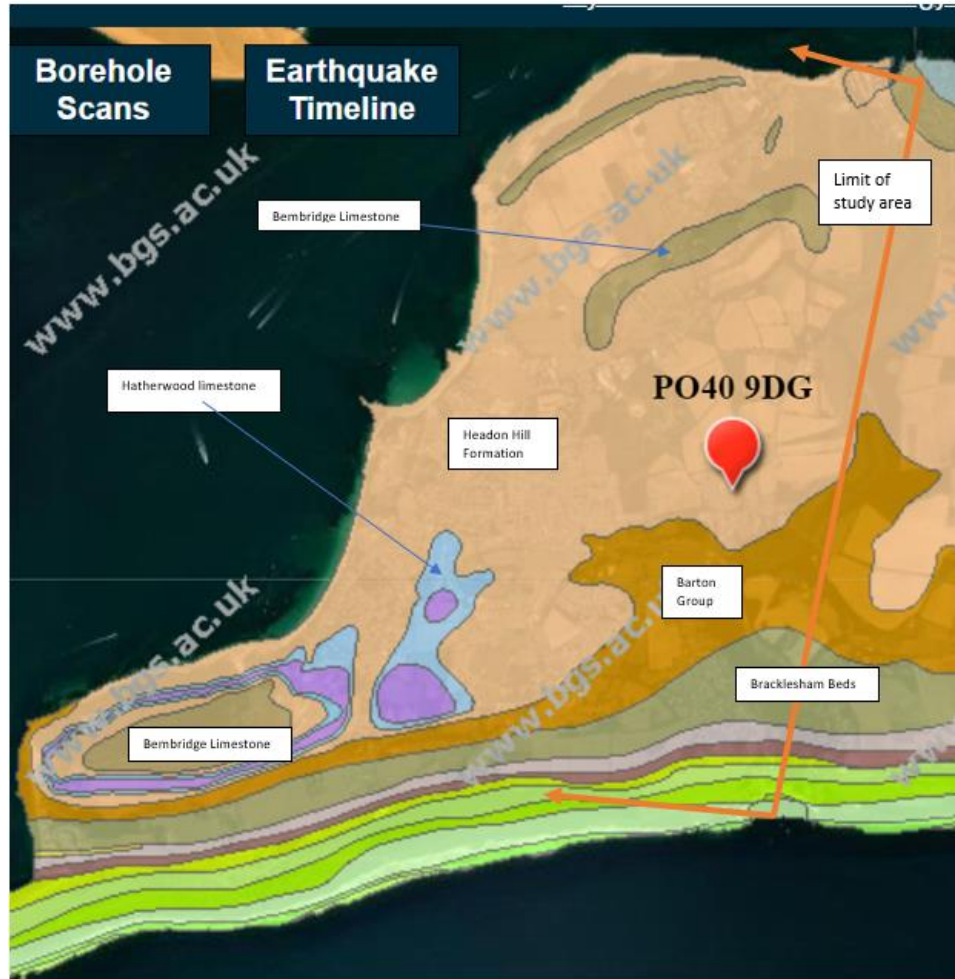 Borehole
Scans
Earthquake
Timeline
www.bgs.ac.uk
www.bgs.ac.uk
www
Bembridge Limestone
Limit of
study area
Hatherwood limestone
PO40 9DG
Headon Hill
Formation
Barton
Group
www.bgs.ac.uk
www.bgs.ac.uk
www
Bracklesham Beds
Bembridge Limestone